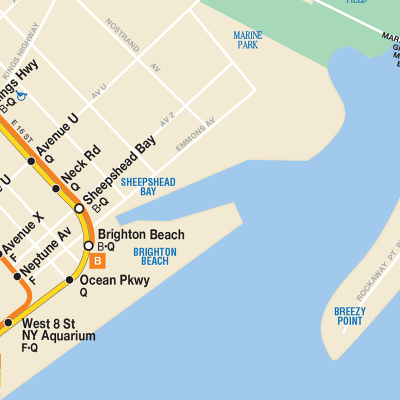 FIELD
MARINE
PARK
KINGS HIGHWAY
NOSTRAND
AV
AV U
AV Z
EMMONS AV
Kings Hwy
B•Q
E 16 ST
Avenue U
Q
Neck Rd
Q
Sheepshead Bay
B•Q
SHEEPSHEAD
BAY
Brighton Beach
B•Q
B
BRIGHTON
BEACH
Avenue X
F
Neptune Av
F
Ocean Pkwy
Q
West 8 St
NY Aquarium
F•Q
ROCKAWAY PT
BREEZY
POINT